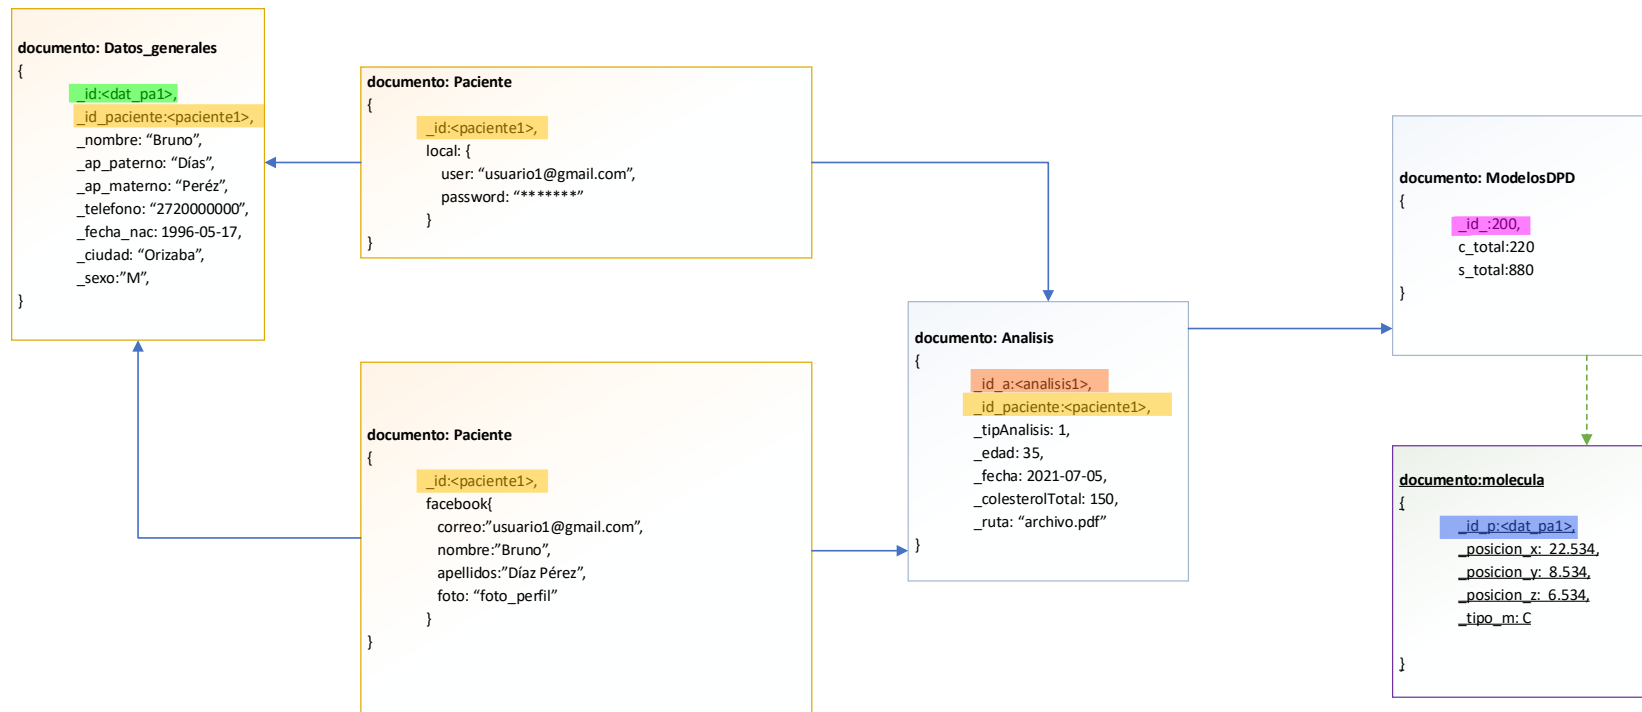 documento: Datos_generales
{
_id:<dat_pa1>,
_id_paciente:<paciente1>,
_nombre: “Bruno”,
_ap_paterno: “Días”,
_ap_materno: “Peréz”,
_telefono: “2720000000”,
_fecha_nac: 1996-05-17,
_ciudad: “Orizaba”,
_sexo:”M”,
}
documento: Paciente
{
_id:<paciente1>,
local: {
user: “usuario1@gmail.com”,
password: “*******”
}
}
documento: Paciente
{
_id:<paciente1>,
facebook{
correo:”usuario1@gmail.com”,
nombre:”Bruno”,
apellidos:”Díaz Pérez”,
foto: “foto_perfil”
}
}
documento: Analisis
{
_id_a:<analisis1>,
_id_paciente:<paciente1>,
_tipAnalisis: 1,
_edad: 35,
_fecha: 2021-07-05,
_colesterolTotal: 150,
_ruta: “archivo.pdf”
}
documento: ModelosDPD
{
_id_:200,
c_total:220
s_total:880
}
documento:molecula
{
_id_p:<dat_pa1>,
_posicion_x: 22.534,
_posicion_y: 8.534,
_posicion_z: 6.534,
_tipo_m: C
}